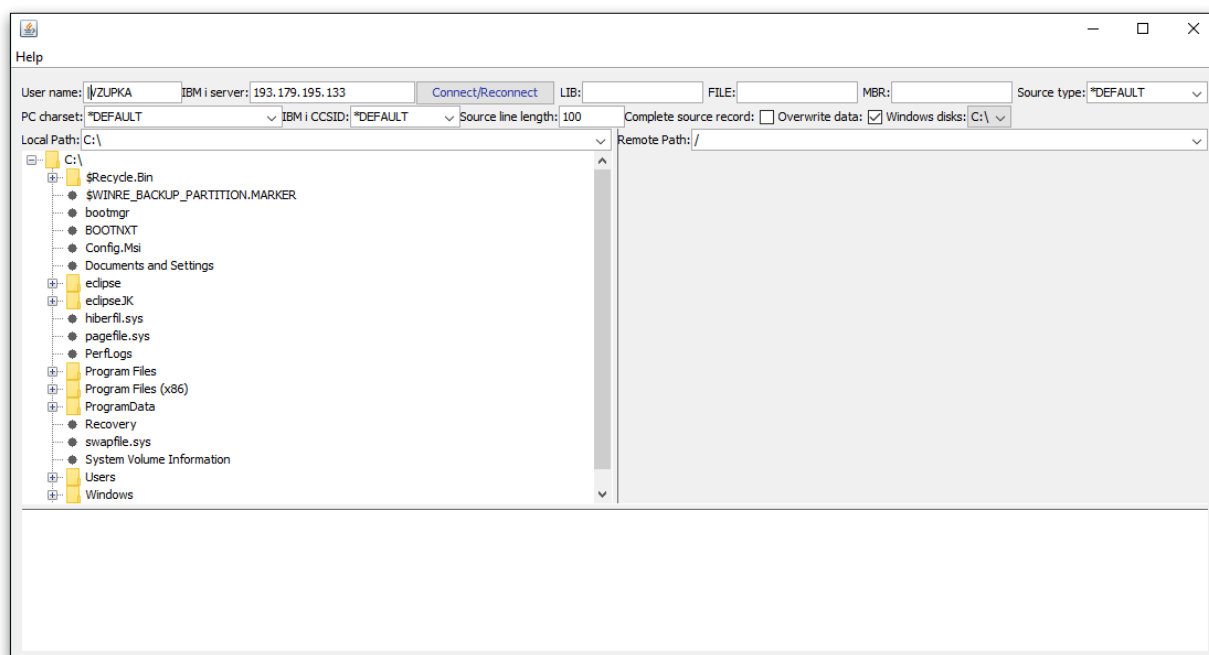 Help
User name: VZUPKA IBM i server: 193.179.195.133 Connect/Reconnect LIB: FILE: MBR: Source type: *DEFAULT
PC charset: *DEFAULT IBM i CCSID: *DEFAULT Source line length: 100 Complete source record: Overwrite data: Windows disks: C:\
Local Path: C:\ Remote Path: /
C:\
$Recycle.Bin
$WINRE_BACKUP_PARTITION.MARKER
bootmgr
BOOTNXT
Config.Msi
Documents and Settings
eclipse
eclipseJK
hiberfil.sys
pagefile.sys
PerfLogs
Program Files
Program Files (x86)
ProgramData
Recovery
swapfile.sys
System Volume Information
Users
Windows